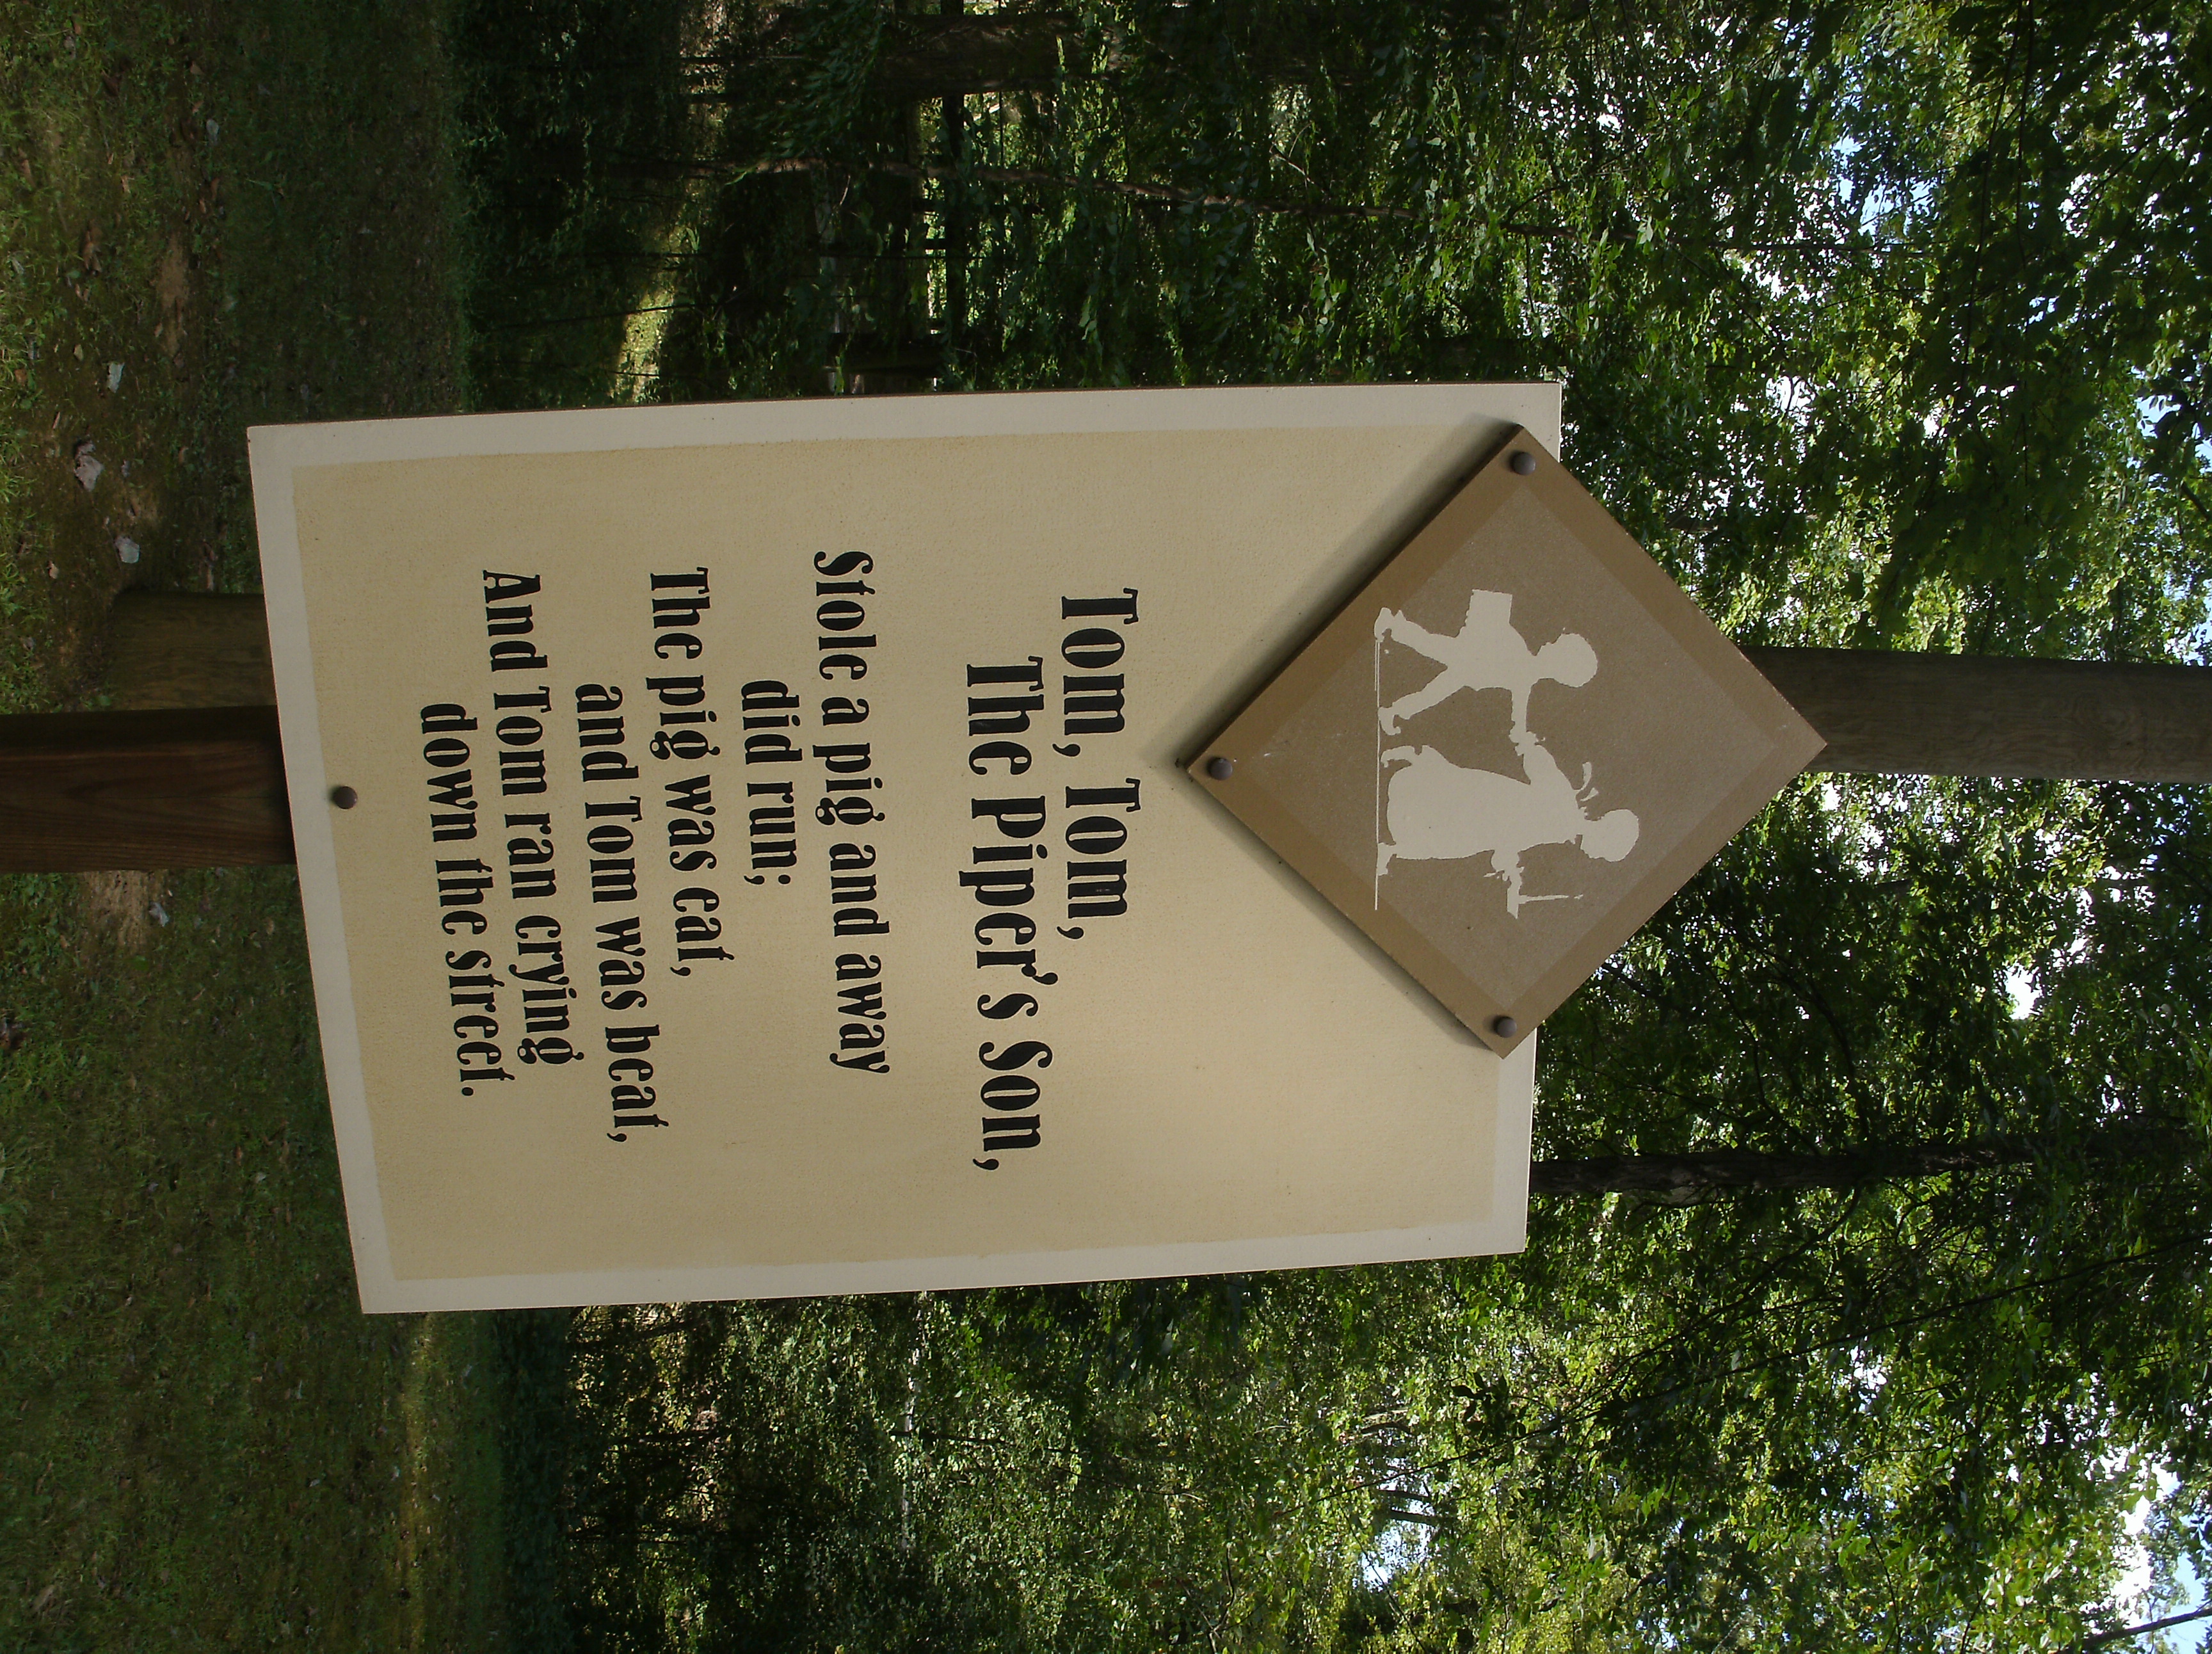 Tom, Tom,
The Piper's Son,
Stole a pig and away
did run;
The pig was eat,
and Tom was beat,
And Tom ran crying
down the street.